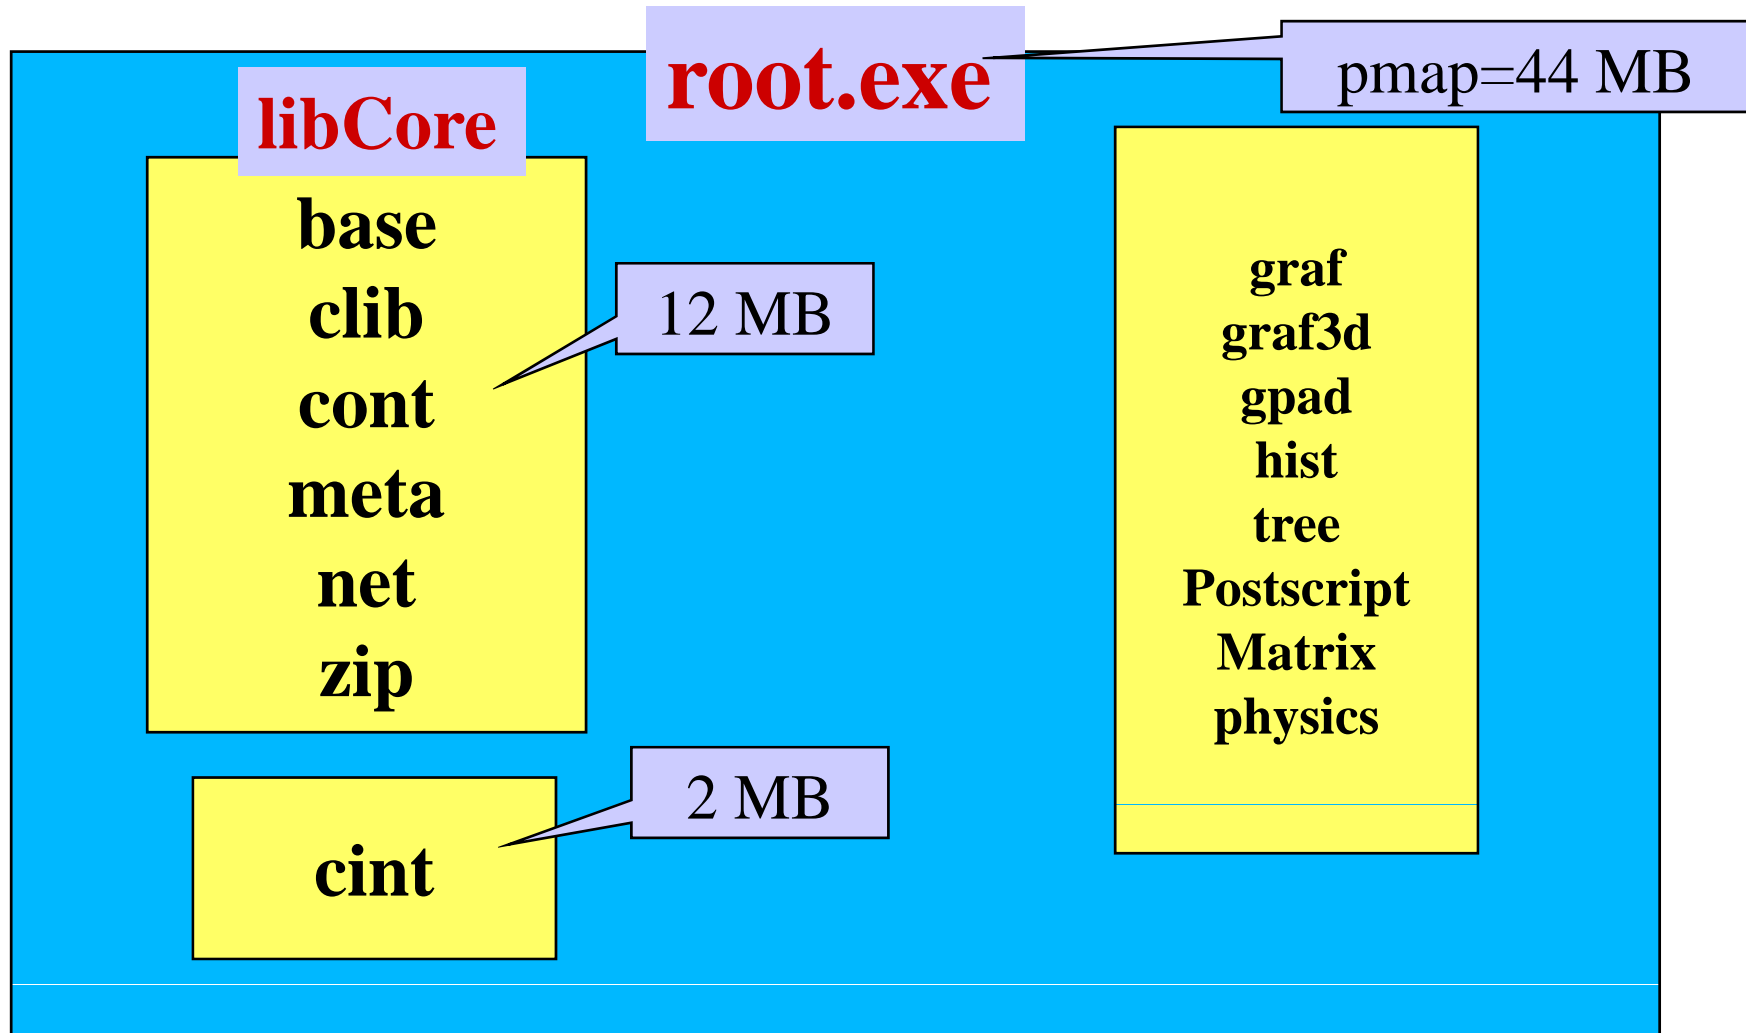 root.exe
pmap=44 MB
libCore
base
clib
cont
meta
net
zip
12 MB
cint
2 MB
graf
graf3d
gpad
hist
tree
Postscript
Matrix
physics